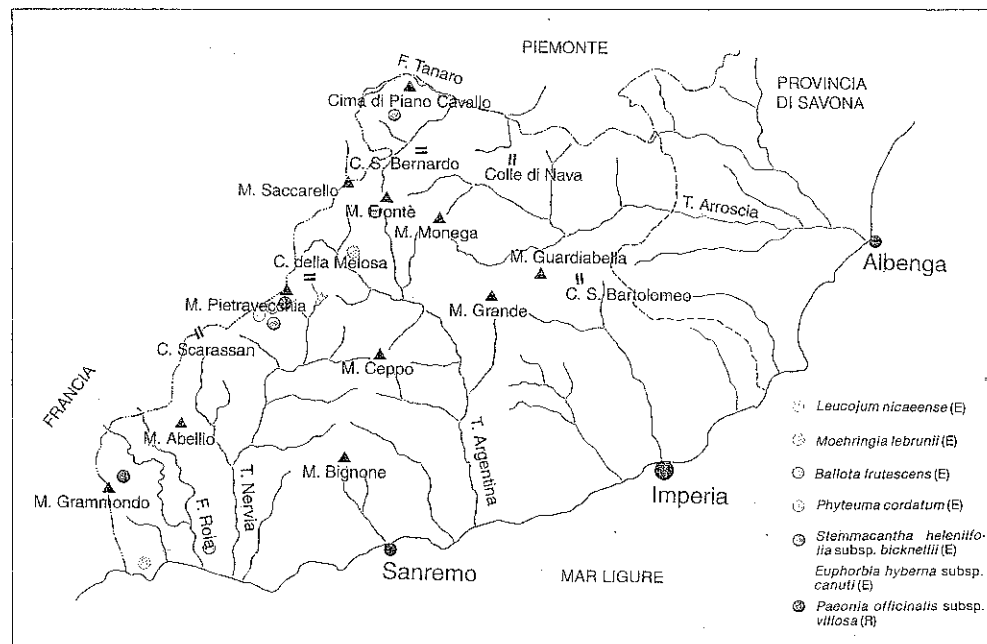 PIEMONTE
F. Tanaro
PROVINCIA
DI SAVONA
Cima di Piano Cavallo
C. S. BERNARDO
Colle di Nava
M. Saccarello
M. Frontè
M. Monega
T. Arroscia
Albenga
C. della Melosa
M. Guardiabella
C. S. Bartolomeo
M. Pietravecchia
M. Grande
C. Scarassan
M. Ceppo
FRANCIA
M. Abellio
M. Bignone
T. Argentina
T. Nervia
F. Roia
M. Grammondo
Imperia
Sanremo
MAR LIGURE
Leucojum nicaeense (E)
Moehringia lebrunii (E)
Ballota frutescens (E)
Phyteuma cordatum (E)
Stemmacantha heleniifo-
lia subsp. bicknellii (E)
Euphorbia hyberna subsp.
canuti (E)
Paeonia officinalis subsp.
villosa (R)